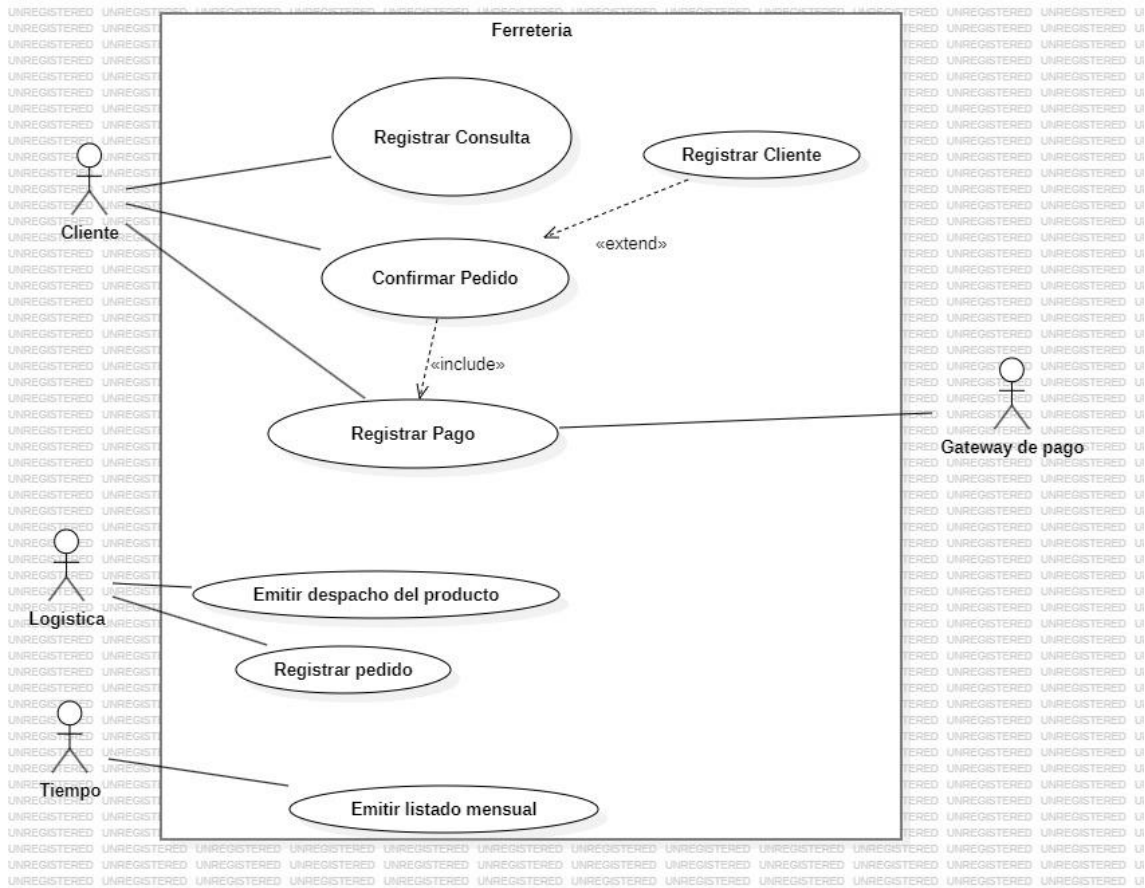 Ferreteria
Registrar Consulta
Registrar Cliente
Cliente
«extend»
Confirmar Pedido
«include»
Registrar Pago
Gateway de pago
Emitir despacho del producto
Logistica
Registrar pedido
Tiempo
Emitir listado mensual
UNREGISTERED